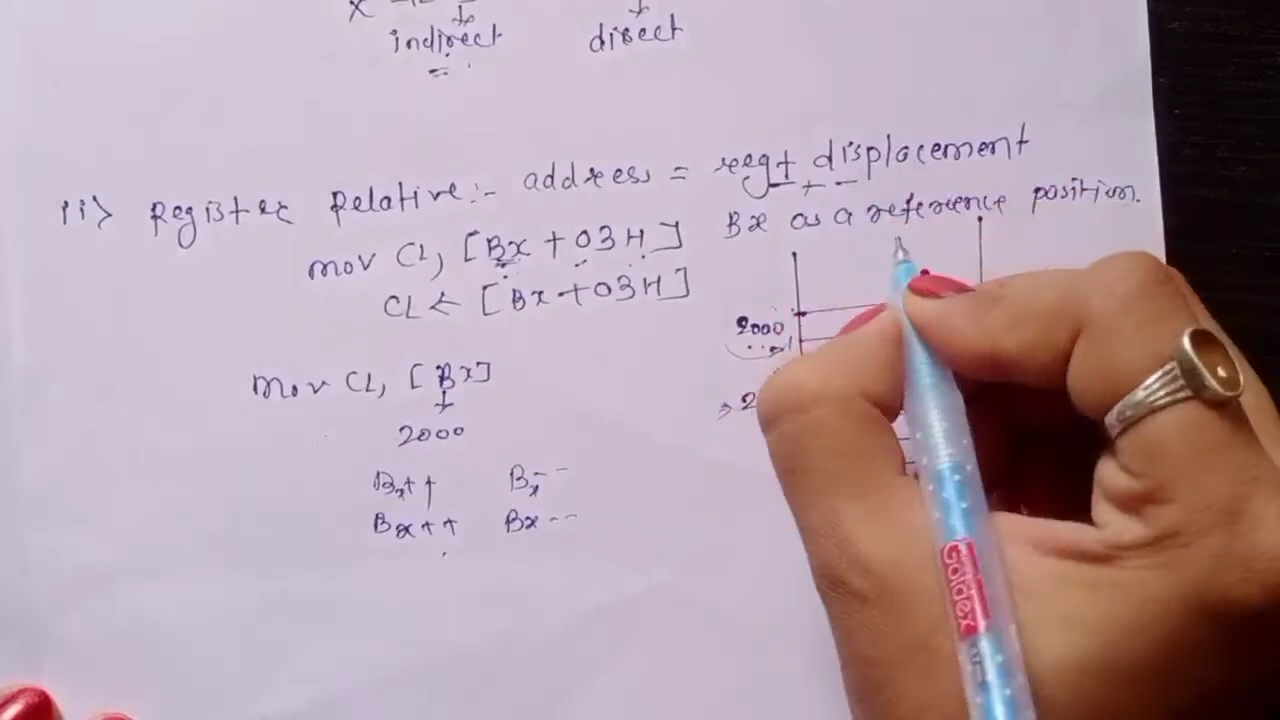 indirect direct
ii> Register Relative:- address = reg + displacement
mov CL, [Bx + 03H] Bx as a reference position.
CL ← [Bx + 03H]
2000
mov CL, [Bx]
2000
Bx++ Bx--
Bx++ Bx--
Goldex